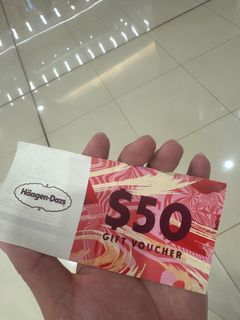 Häagen-Dazs
$50
GIFT VOUCHER